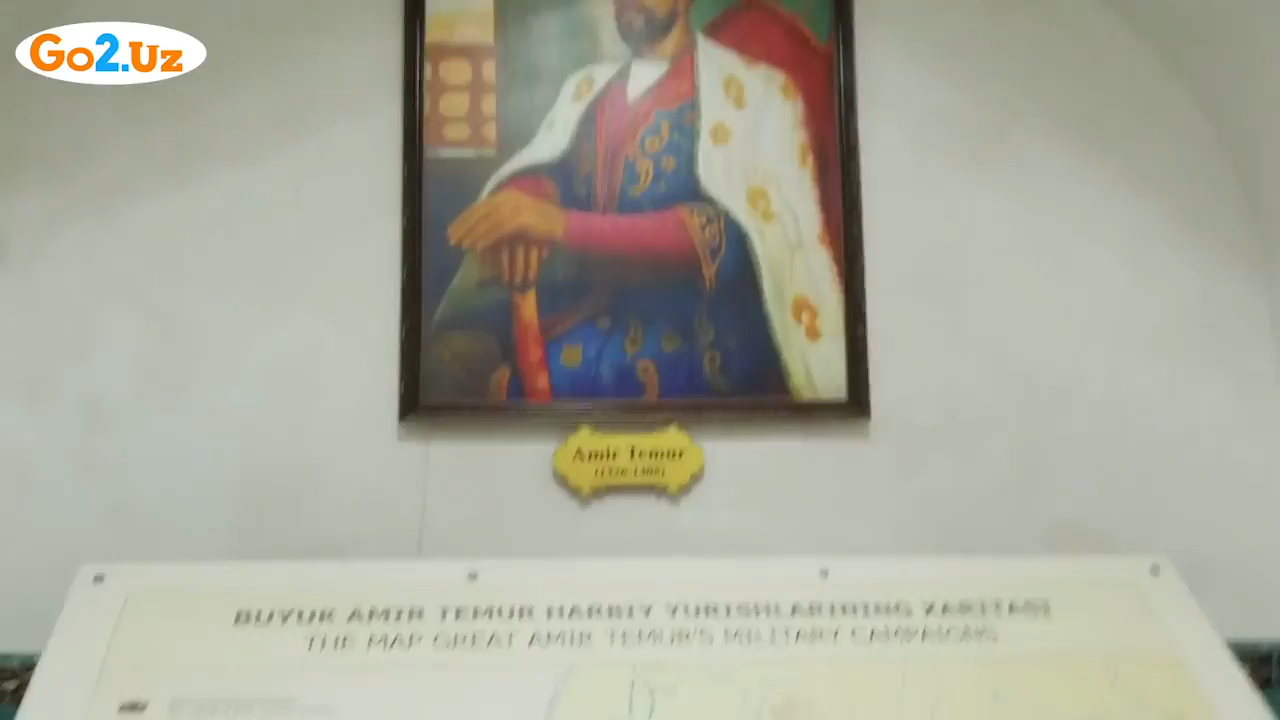 Go2.Uz
Amir Temur
BUYUK AMIR TEMUR HARBIY YURISHLARINING XARITASI
THE MAP GREAT AMIR TEMUR'S MILITARY CAMPAIGNS